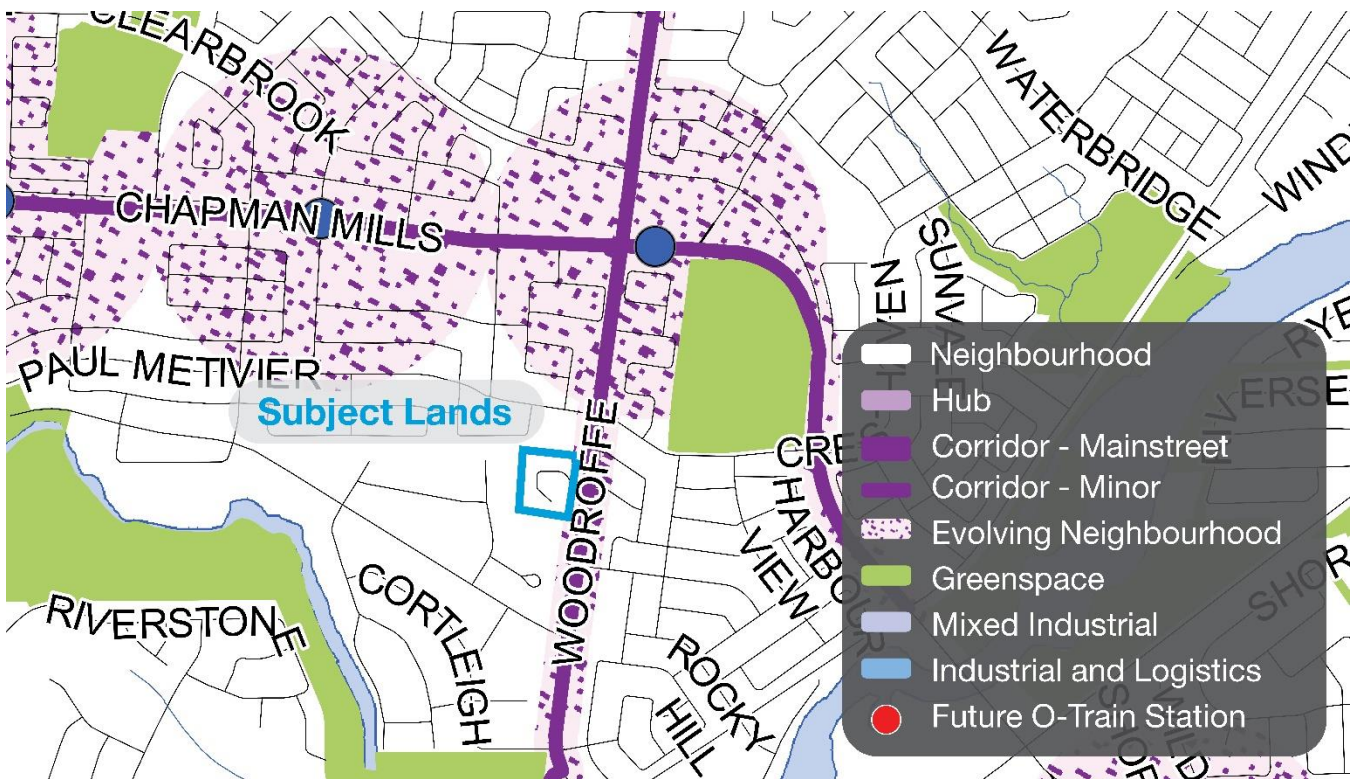 CLEARBROOK
WATERBRIDGE
CHAPMAN MILLS
SUNVALE
HAVEN
PAUL METIVIER
Subject Lands
WOODROFFE
HARBOUR
VIEW
CORTLEIGH
RIVERSTONE
ROCKY
HILL
Neighbourhood
Hub
Corridor - Mainstreet
Corridor - Minor
Evolving Neighbourhood
Greenspace
Mixed Industrial
Industrial and Logistics
Future O-Train Station